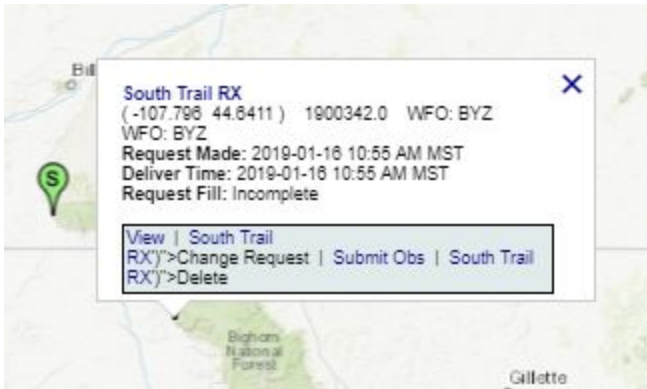 Bil
South Trail RX
( -107.796 44.6411 ) 1900342.0 WFO: BYZ
WFO: BYZ
Request Made: 2019-01-16 10:55 AM MST
Deliver Time: 2019-01-16 10:55 AM MST
Request Fill: Incomplete
S
View | South Trail
RX')">Change Request | Submit Obs | South Trail
RX')">Delete
Bighorn
National
Forest
Gillette